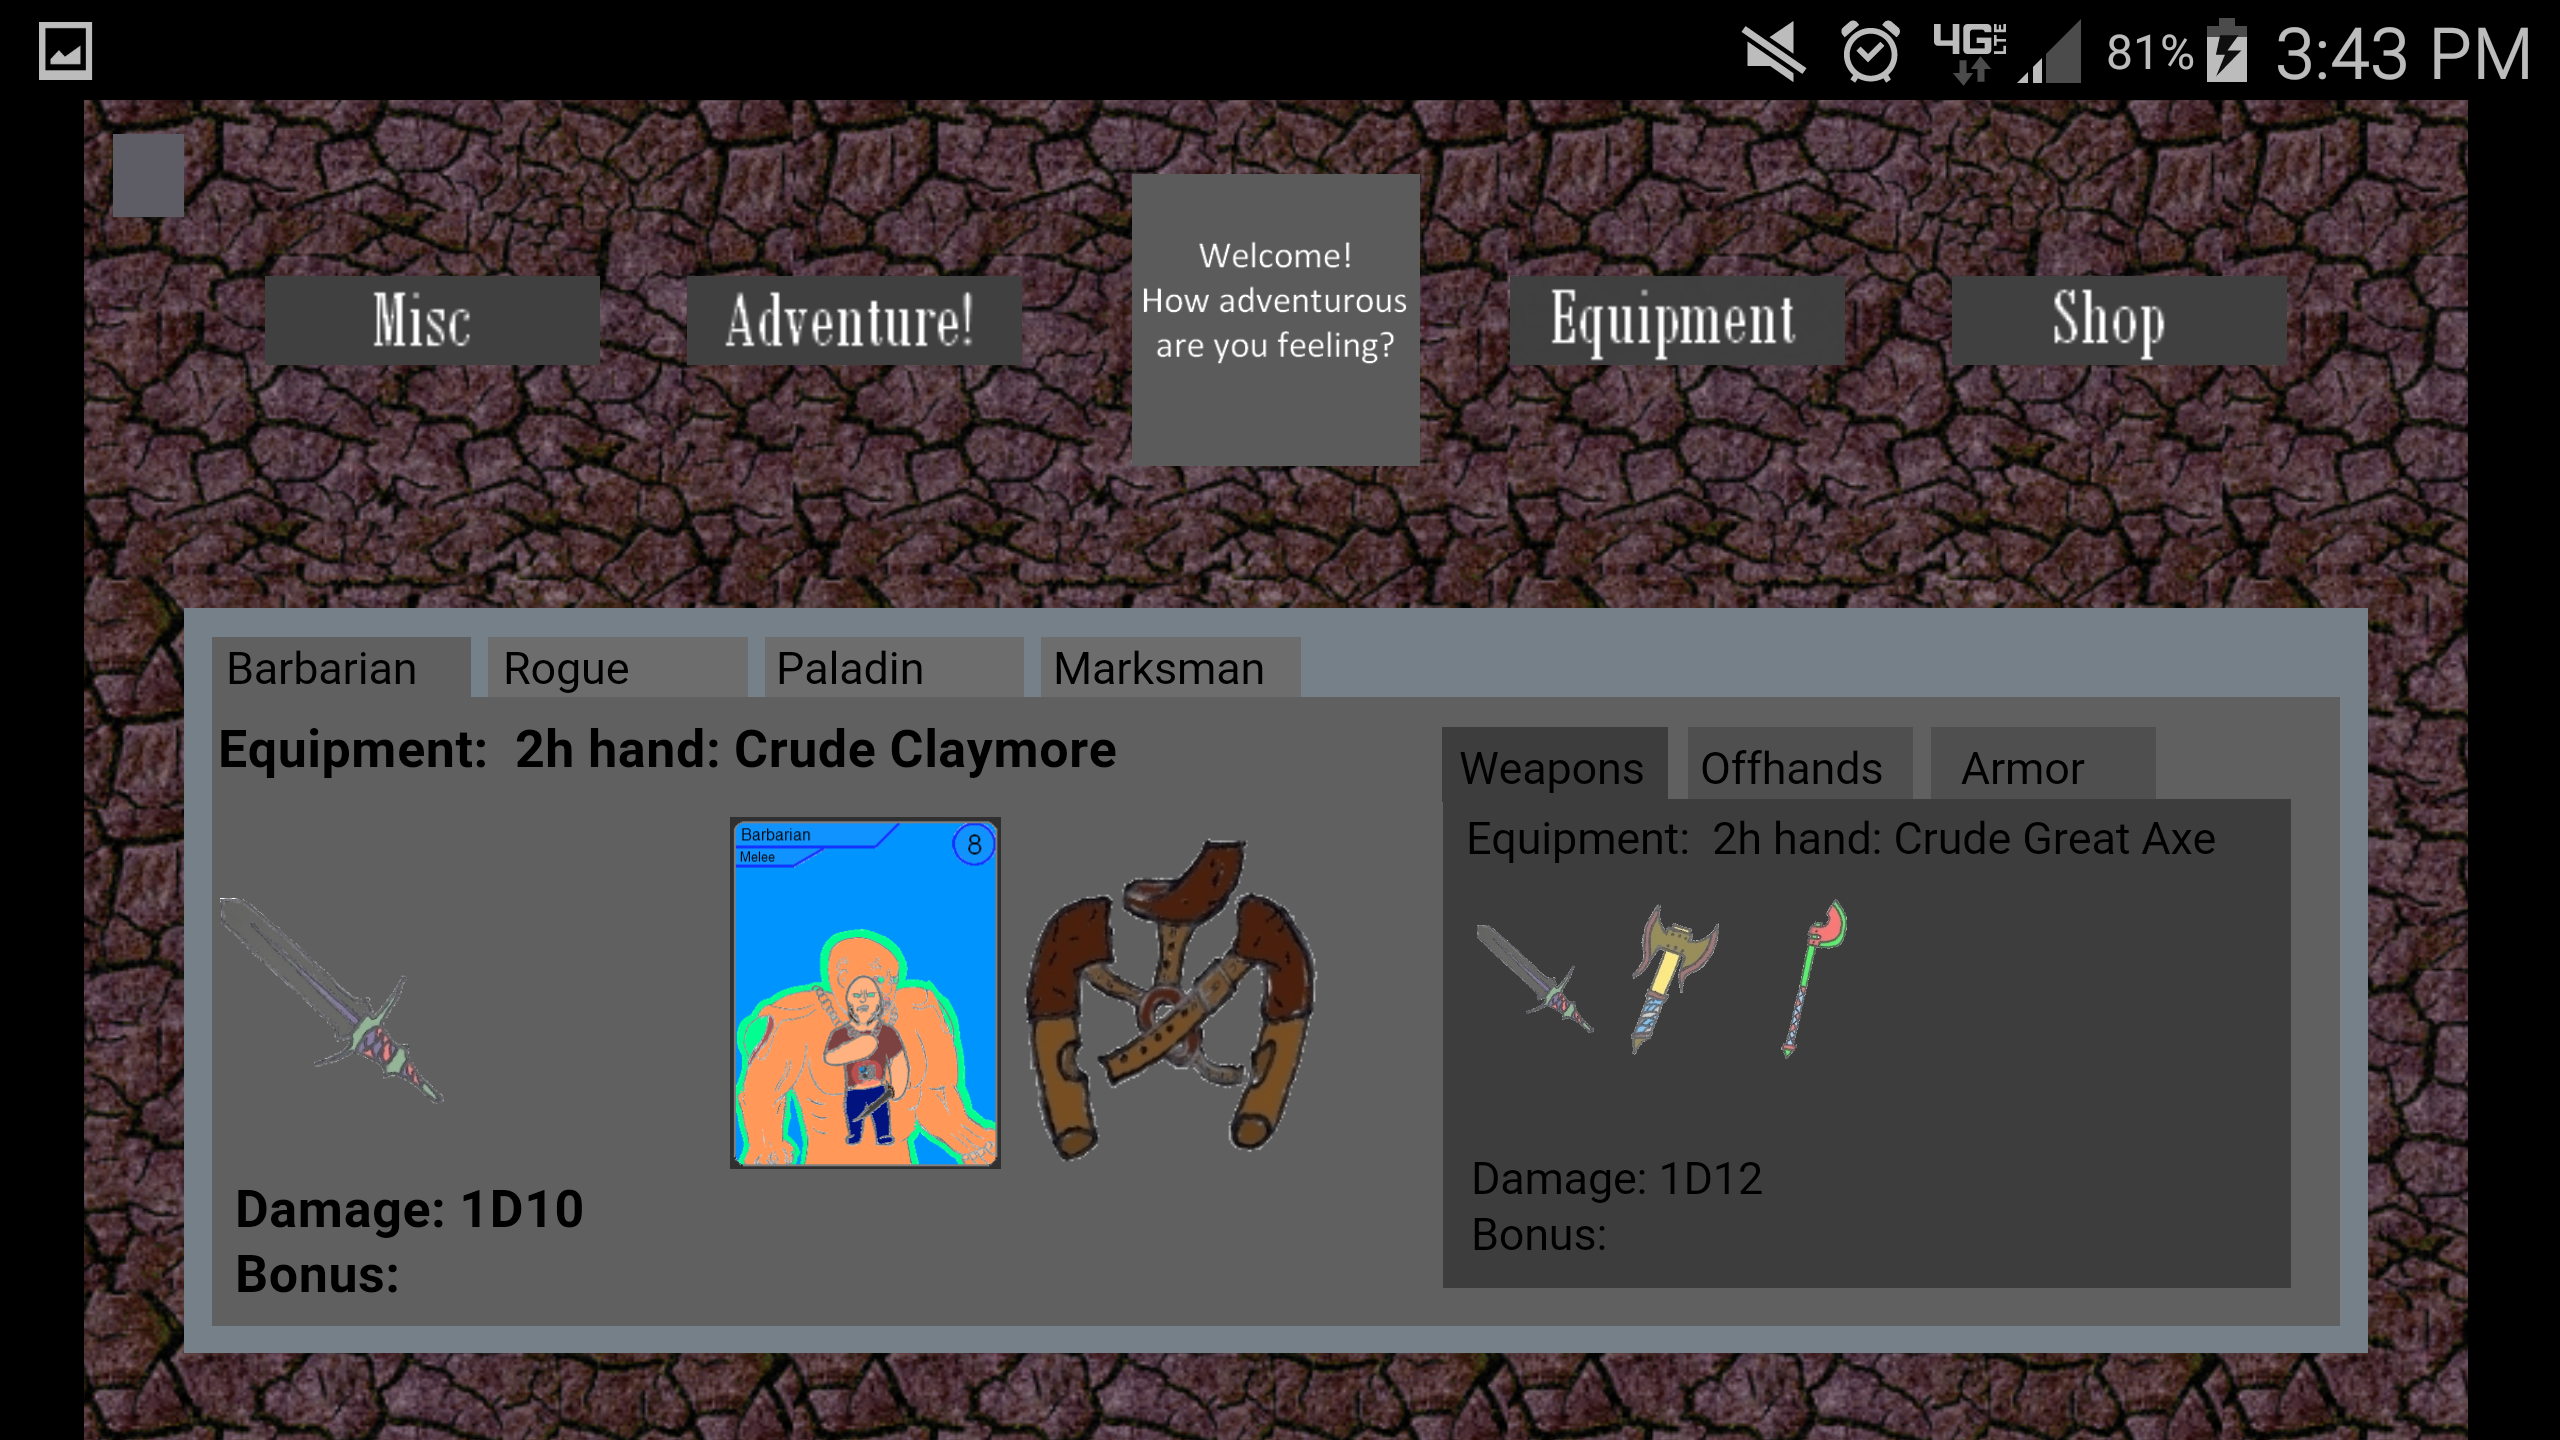 4G LTE 81% 3:43 PM
Welcome!
How adventurous
are you feeling?
Misc
Adventure!
Equipment
Shop
Barbarian
Rogue
Paladin
Marksman
Equipment:  2h hand: Crude Claymore
Barbarian
8
Melee
Damage: 1D10
Bonus:
Weapons
Offhands
Armor
Equipment:  2h hand: Crude Great Axe
Damage: 1D12
Bonus: